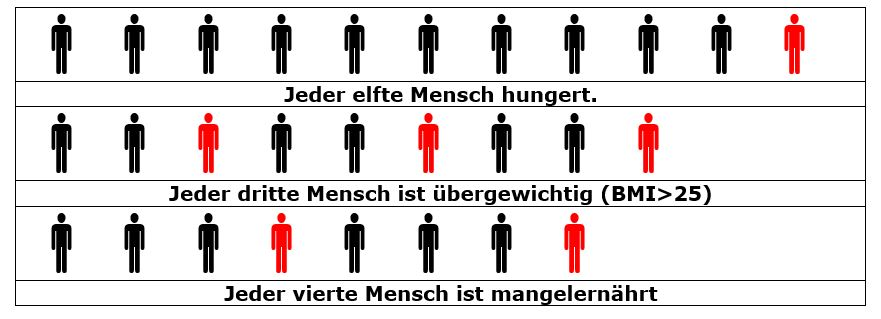 Jeder elfte Mensch hungert.
Jeder dritte Mensch ist übergewichtig (BMI>25)
Jeder vierte Mensch ist mangelernährt